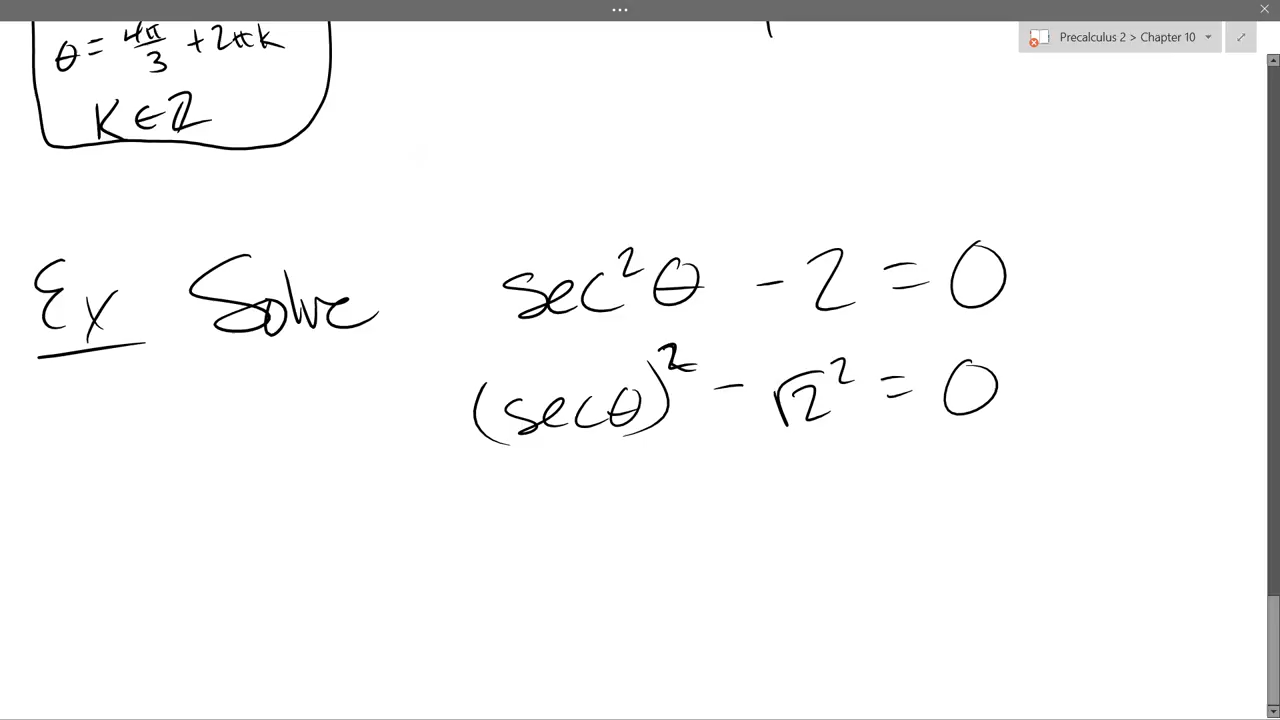 Precalculus 2 > Chapter 10
θ = 4π/3 + 2πk
K ∈ ℤ
Ex Solve sec²θ - 2 = 0
(secθ)² - √2² = 0